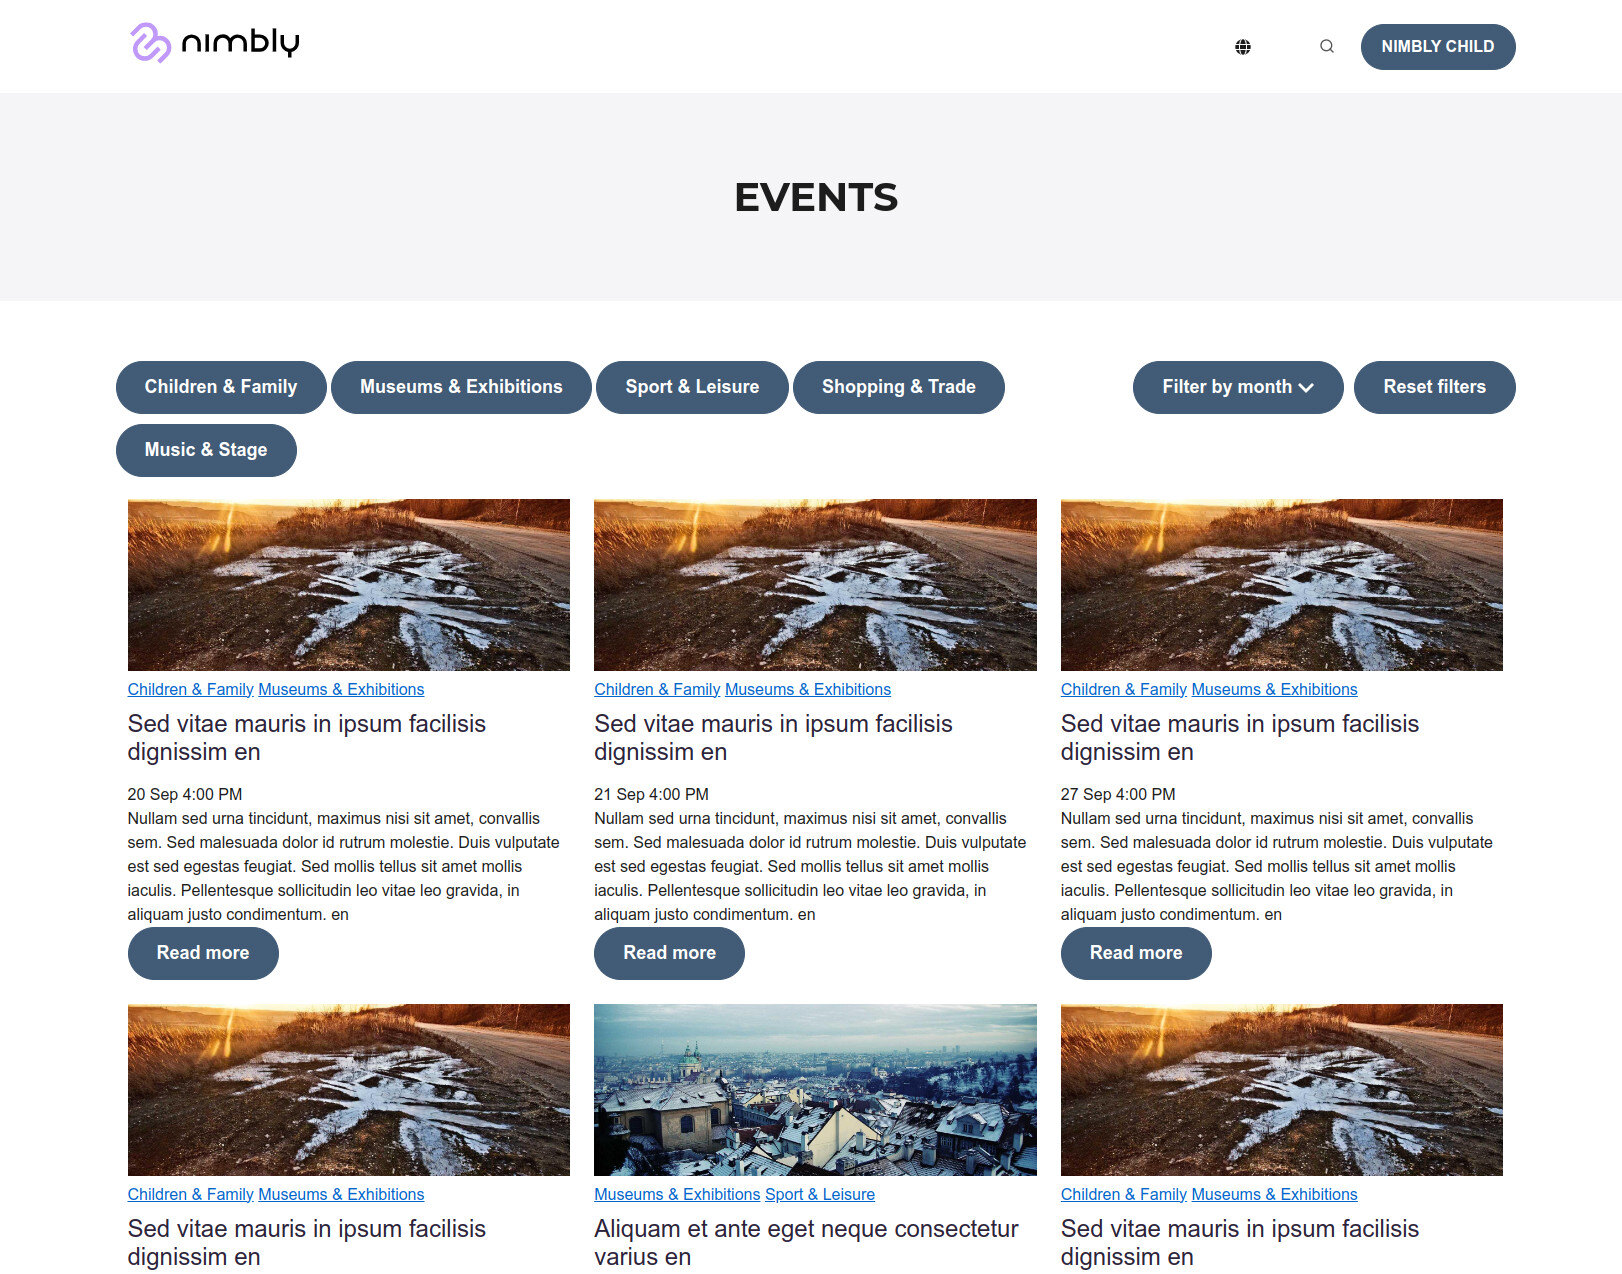 nimbly
NIMBLY CHILD
EVENTS
Children & Family Museums & Exhibitions Sport & Leisure Shopping & Trade
Filter by month Reset filters
Music & Stage
Children & Family Museums & Exhibitions
Sed vitae mauris in ipsum facilisis
dignissim en
20 Sep 4:00 PM
Nullam sed urna tincidunt, maximus nisi sit amet, convallis
sem. Sed malesuada dolor id rutrum molestie. Duis vulputate
est sed egestas feugiat. Sed mollis tellus sit amet mollis
iaculis. Pellentesque sollicitudin leo vitae leo gravida, in
aliquam justo condimentum. en
Read more
Children & Family Museums & Exhibitions
Sed vitae mauris in ipsum facilisis
dignissim en
21 Sep 4:00 PM
Nullam sed urna tincidunt, maximus nisi sit amet, convallis
sem. Sed malesuada dolor id rutrum molestie. Duis vulputate
est sed egestas feugiat. Sed mollis tellus sit amet mollis
iaculis. Pellentesque sollicitudin leo vitae leo gravida, in
aliquam justo condimentum. en
Read more
Children & Family Museums & Exhibitions
Sed vitae mauris in ipsum facilisis
dignissim en
27 Sep 4:00 PM
Nullam sed urna tincidunt, maximus nisi sit amet, convallis
sem. Sed malesuada dolor id rutrum molestie. Duis vulputate
est sed egestas feugiat. Sed mollis tellus sit amet mollis
iaculis. Pellentesque sollicitudin leo vitae leo gravida, in
aliquam justo condimentum. en
Read more
Children & Family Museums & Exhibitions
Sed vitae mauris in ipsum facilisis
dignissim en
Museums & Exhibitions Sport & Leisure
Aliquam et ante eget neque consectetur
varius en
Children & Family Museums & Exhibitions
Sed vitae mauris in ipsum facilisis
dignissim en